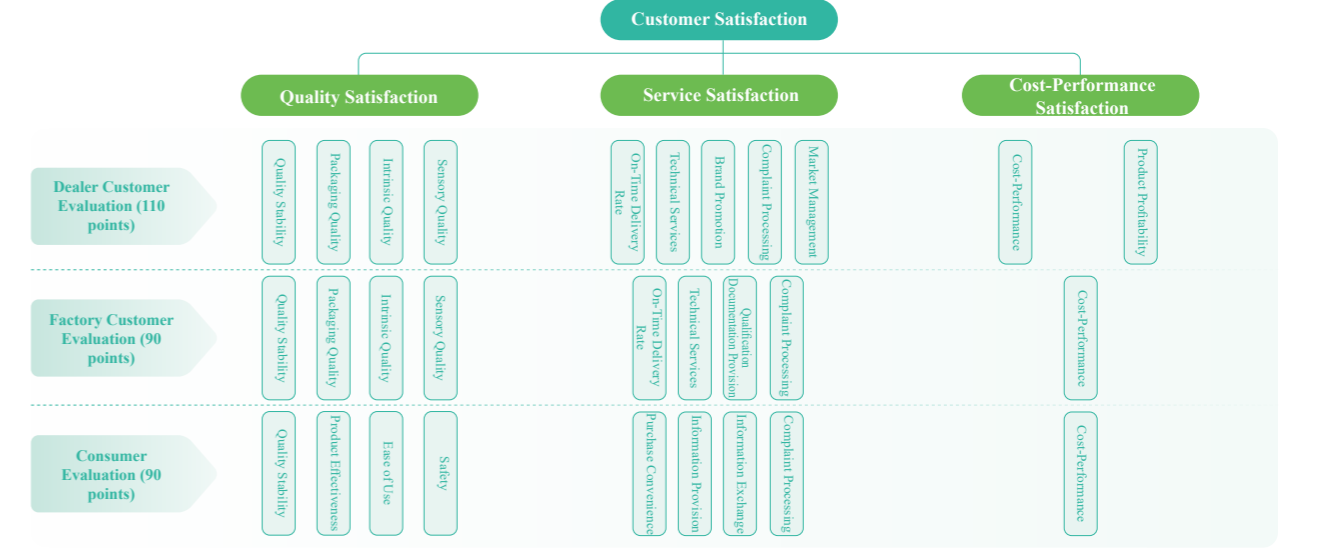 Customer Satisfaction
Quality Satisfaction
Service Satisfaction
Cost-Performance
Satisfaction
Dealer Customer
Evaluation (110
points)
Quality Stability
Packaging Quality
Intrinsic Quality
Sensory Quality
On-Time Delivery
Rate
Technical Services
Brand Promotion
Complaint Processing
Market Management
Cost-Performance
Product Profitability
Factory Customer
Evaluation (90
points)
Quality Stability
Packaging Quality
Intrinsic Quality
Sensory Quality
On-Time Delivery
Rate
Technical Services
Qualification
Documentation Provision
Complaint Processing
Cost-Performance
Consumer
Evaluation (90
points)
Quality Stability
Product Effectiveness
Ease of Use
Safety
Purchase Convenience
Information Provision
Information Exchange
Complaint Processing
Cost-Performance